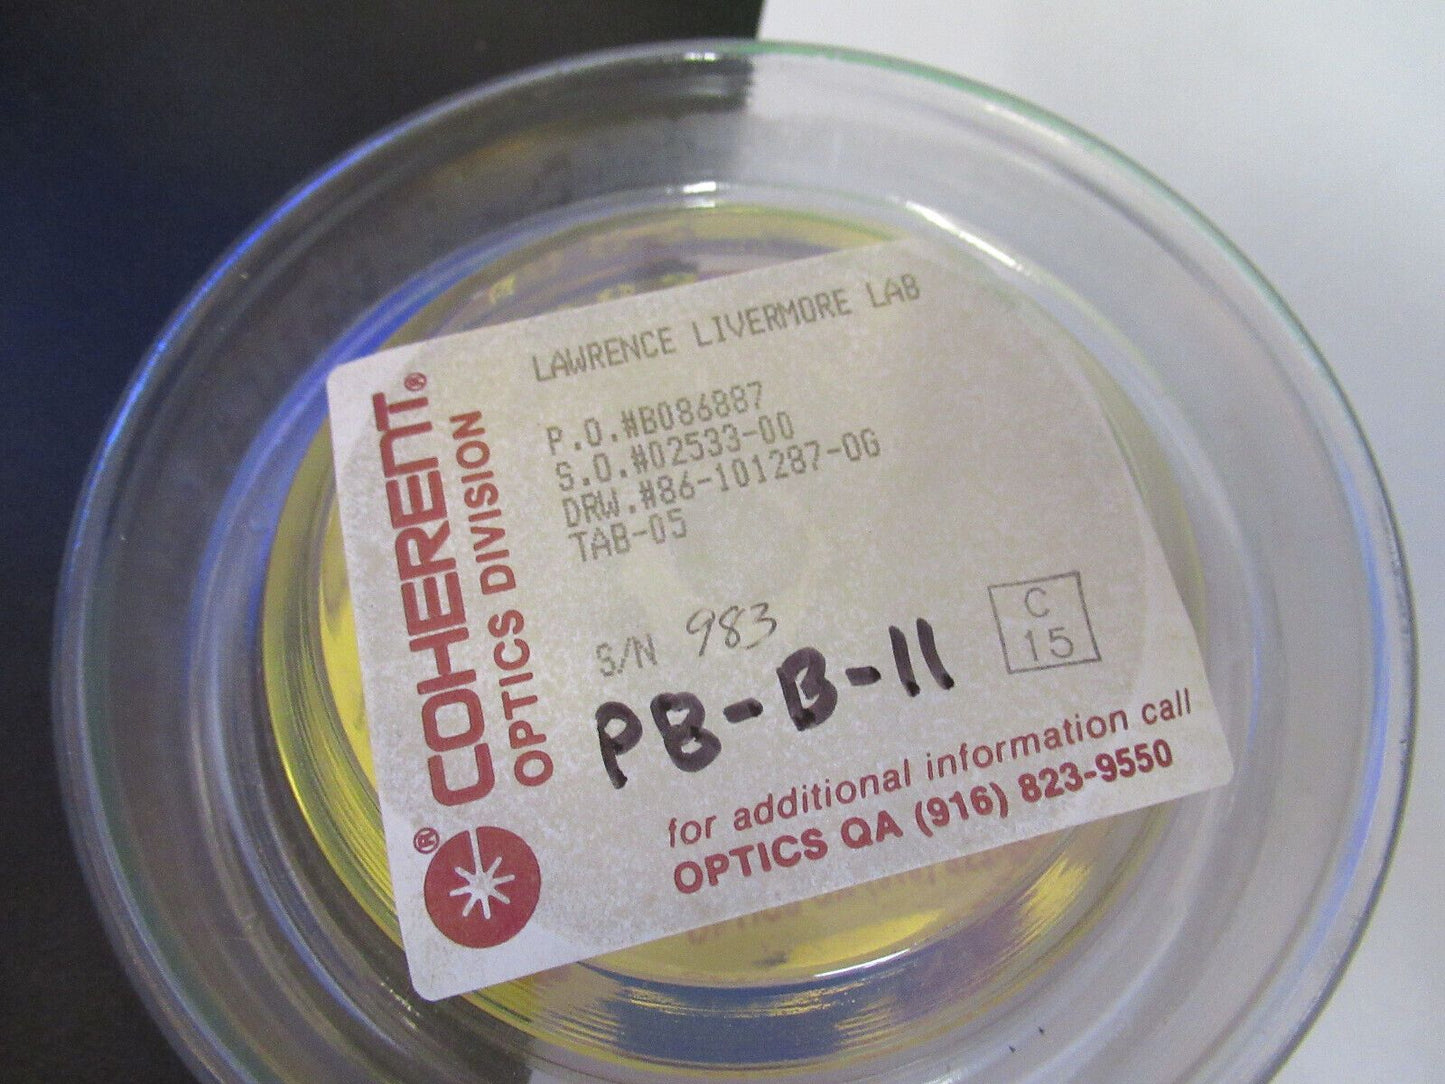 LAWRENCE LIVERMORE LAB
P.O.#B086887
S.O.#02533-00
DRW.#86-101287-0G
TAB-05
S/N 983
PB-B-11
C
15
for additional information call
OPTICS QA (916) 823-9550
COHERENT®
OPTICS DIVISION
®